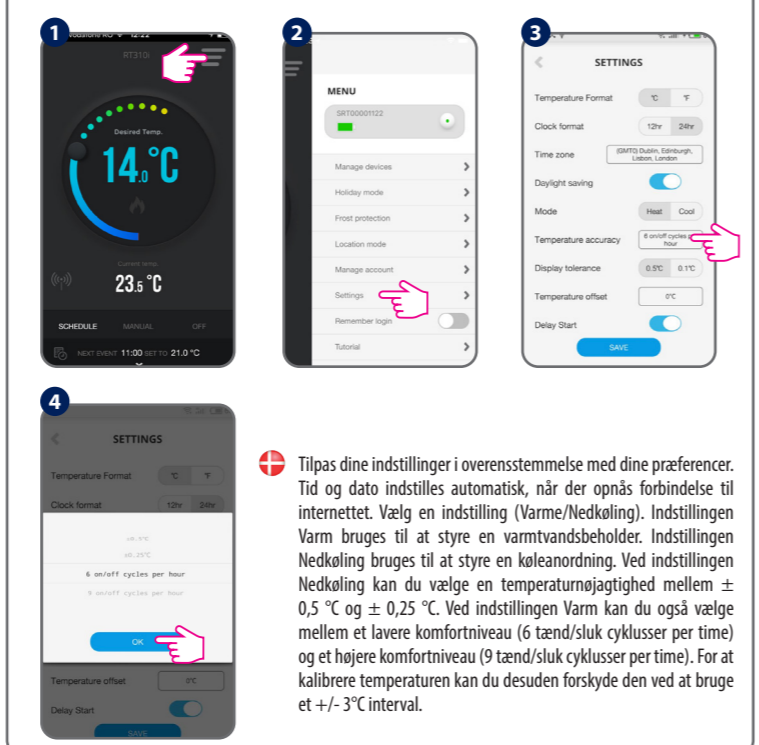 1
vodafone RO 12:22
RT310i
Desired Temp.
14.0°C
Current temp.
23.5 °C
SCHEDULE MANUAL OFF
NEXT EVENT 11:00 SET TO 21.0 °C
2
MENU
SRT00001122
Manage devices
Holiday mode
Frost protection
Location mode
Manage account
Settings
Remember login
Tutorial
3
SETTINGS
Temperature Format °C °F
Clock format 12hr 24hr
Time zone (GMT0) Dublin, Edinburgh,
Lisbon, London
Daylight saving
Mode Heat Cool
Temperature accuracy 6 on/off cycles
hour
Display tolerance 0.5°C 0.1°C
Temperature offset 0°C
Delay Start
SAVE
4
SETTINGS
Temperature Format °C °F
Clock format 12hr 24hr
±0.5°C
±0.25°C
6 on/off cycles per hour
9 on/off cycles per hour
OK
Temperature offset 0°C
Delay Start
SAVE
Tilpas dine indstillinger i overensstemmelse med dine præferencer.
Tid og dato indstilles automatisk, når der opnås forbindelse til
internettet. Vælg en indstilling (Varme/Nedkøling). Indstillingen
Varm bruges til at styre en varmtvandsbeholder. Indstillingen
Nedkøling bruges til at styre en køleanordning. Ved indstillingen
Nedkøling kan du vælge en temperaturnøjagtighed mellem ±
0,5 °C og ± 0,25 °C. Ved indstillingen Varm kan du også vælge
mellem et lavere komfortniveau (6 tænd/sluk cyklusser per time)
og et højere komfortniveau (9 tænd/sluk cyklusser per time). For at
kalibrere temperaturen kan du desuden forskyde den ved at bruge
et +/- 3°C interval.